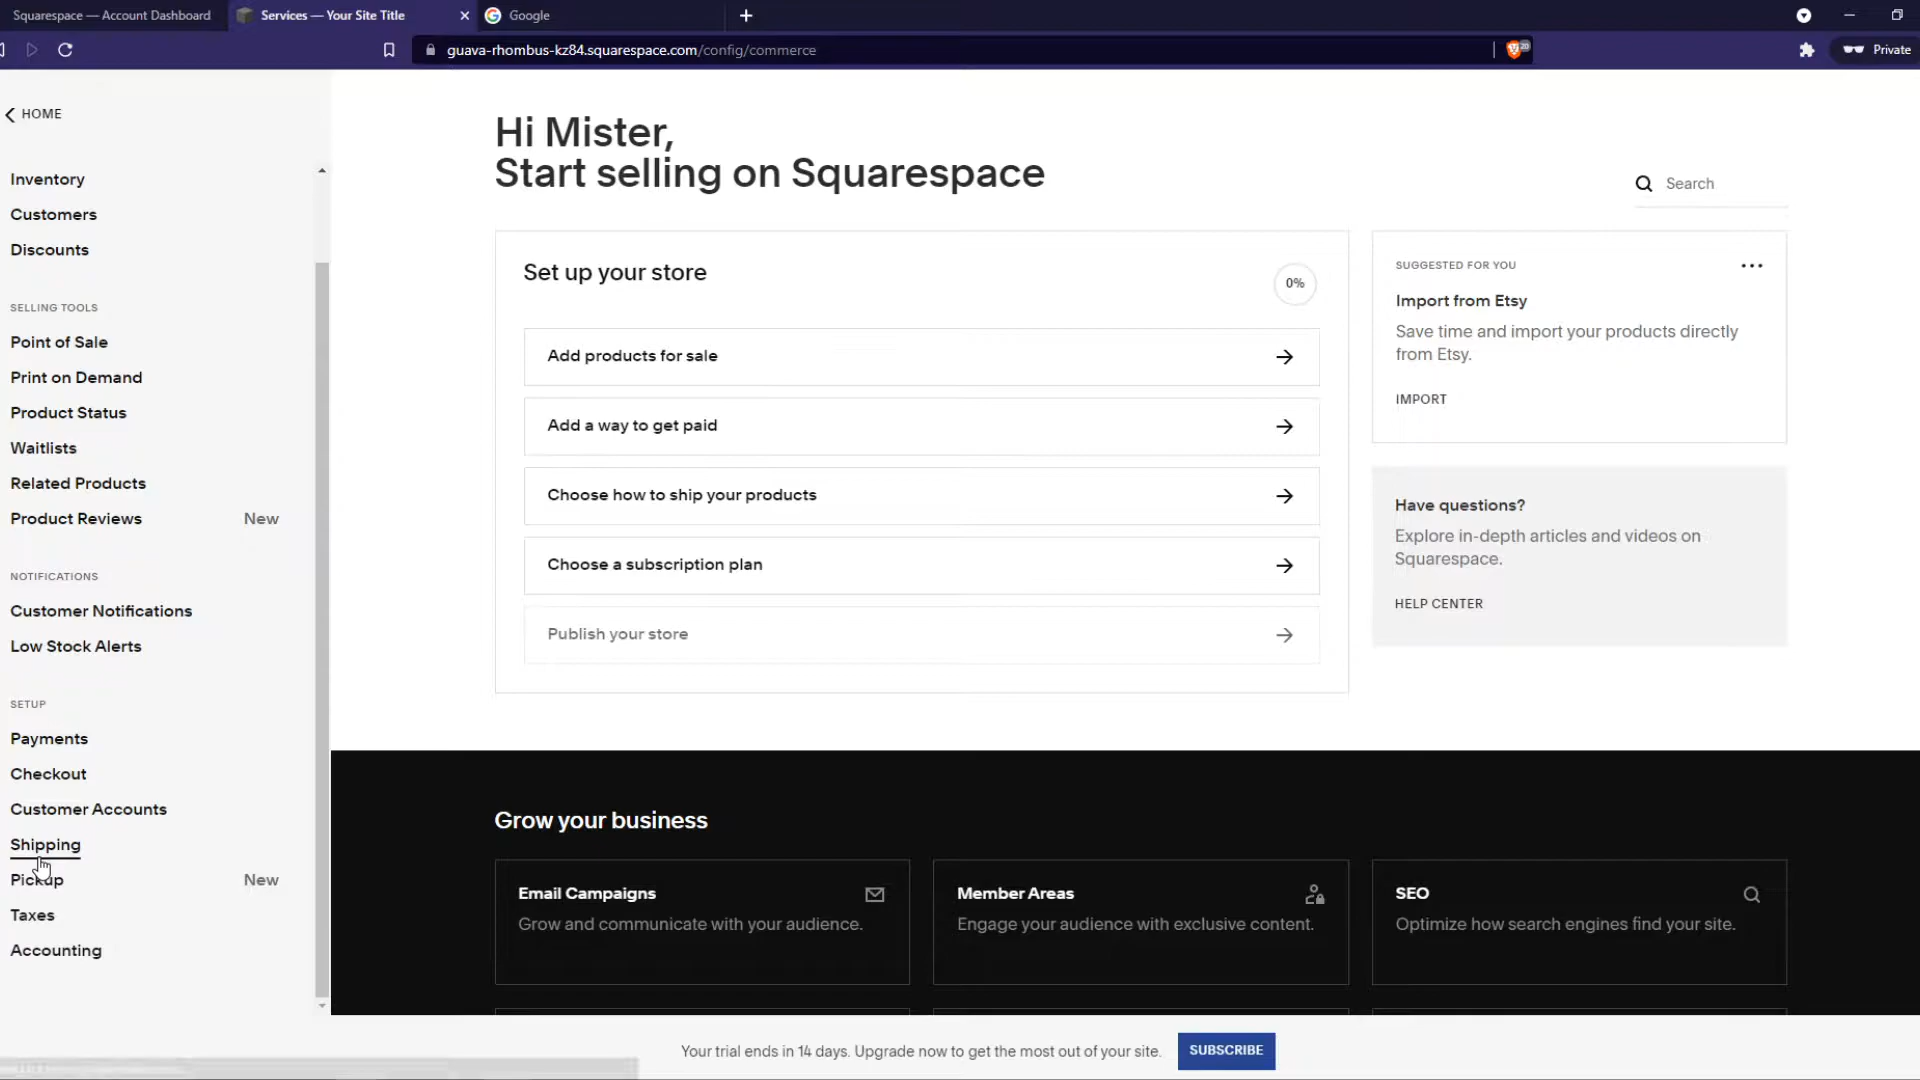 Squarespace — Account Dashboard
Services — Your Site Title
Google
guava-rhombus-kz84.squarespace.com/config/commerce
20
Private
HOME
Inventory
Customers
Discounts
SELLING TOOLS
Point of Sale
Print on Demand
Product Status
Waitlists
Related Products
Product Reviews New
NOTIFICATIONS
Customer Notifications
Low Stock Alerts
SETUP
Payments
Checkout
Customer Accounts
Shipping
Pickup New
Taxes
Accounting
Hi Mister,
Start selling on Squarespace
Search
Set up your store
0%
Add products for sale
Add a way to get paid
Choose how to ship your products
Choose a subscription plan
Publish your store
SUGGESTED FOR YOU
Import from Etsy
Save time and import your products directly
from Etsy.
IMPORT
Have questions?
Explore in-depth articles and videos on
Squarespace.
HELP CENTER
Grow your business
Email Campaigns
Grow and communicate with your audience.
Member Areas
Engage your audience with exclusive content.
SEO
Optimize how search engines find your site.
Your trial ends in 14 days. Upgrade now to get the most out of your site.
SUBSCRIBE